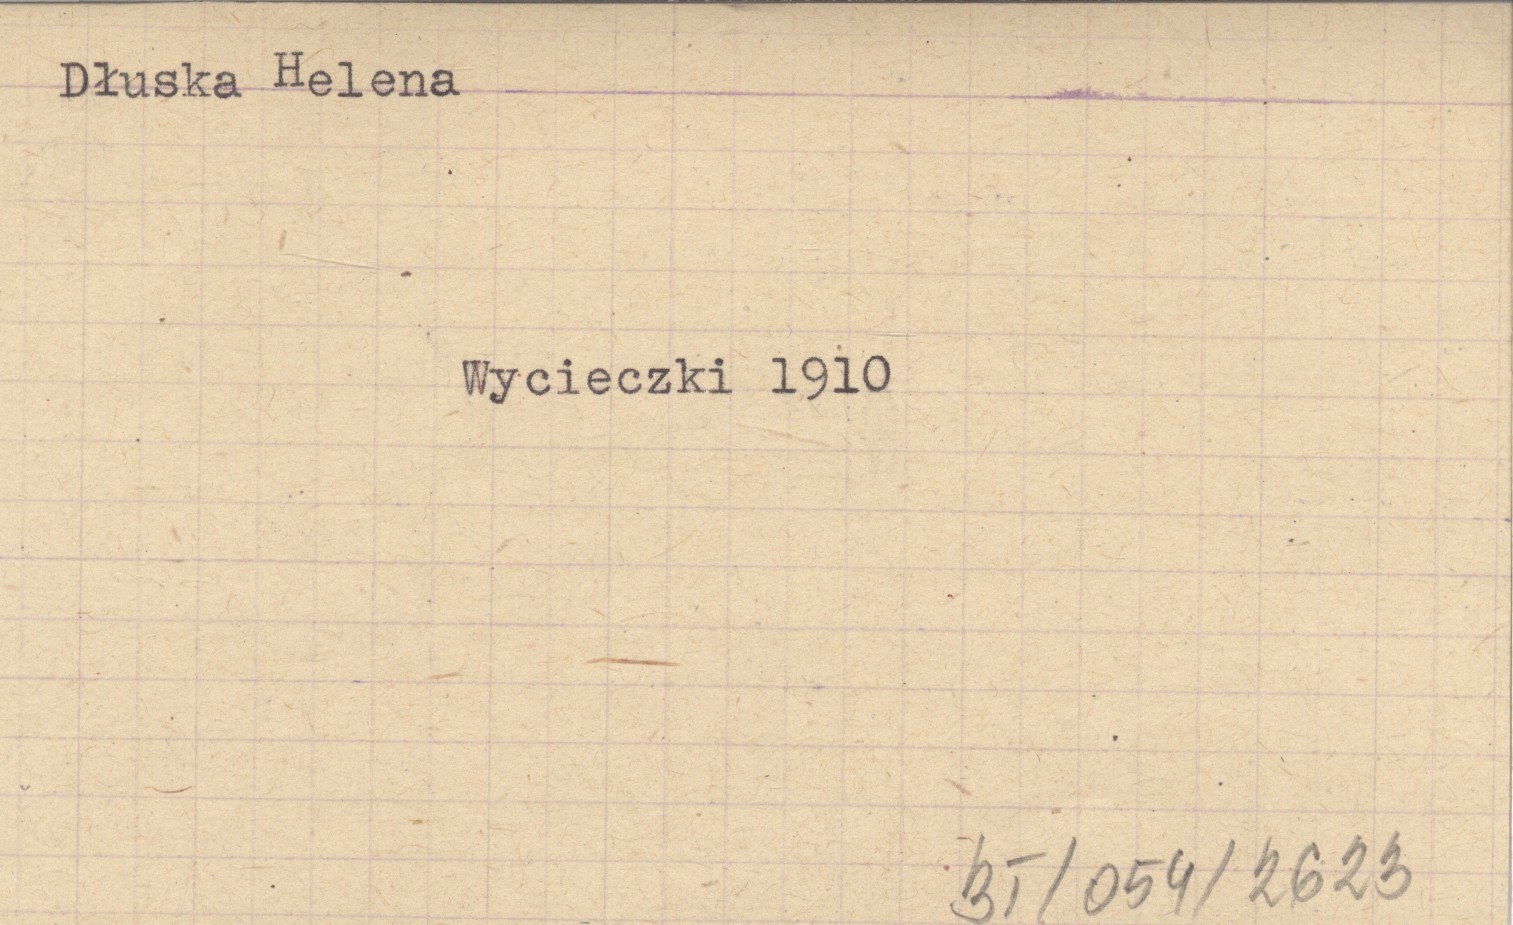 Dłuska Helena
Wycieczki 1910
BT/054/2623